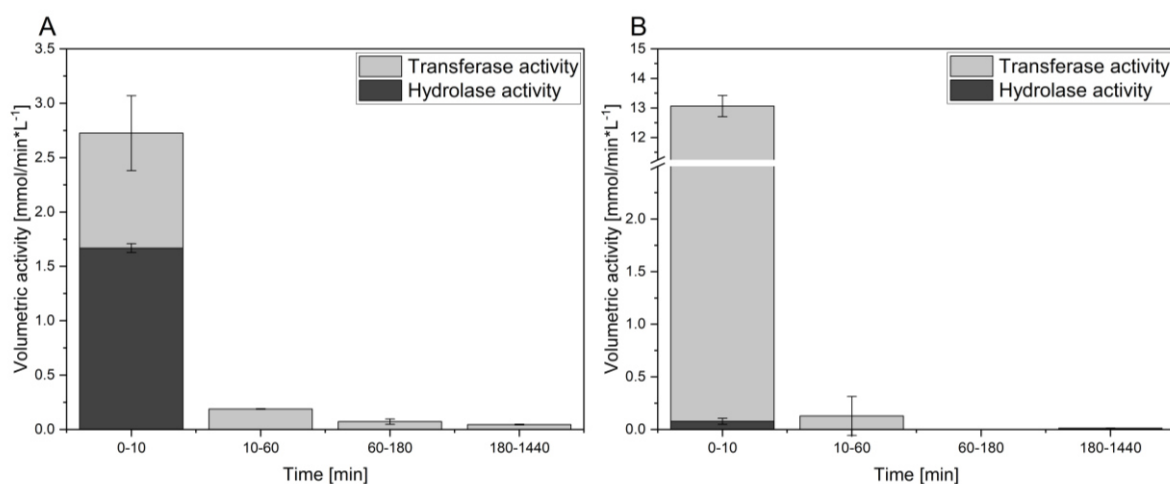 A
Volumetric activity [mmol/min*L⁻¹]
3.5
3.0
2.5
2.0
1.5
1.0
0.5
0.0
Transferase activity
Hydrolase activity
0-10 10-60 60-180 180-1440
Time [min]
B
Volumetric activity [mmol/min*L⁻¹]
15
14
13
12
2.0
1.5
1.0
0.5
0.0
Transferase activity
Hydrolase activity
0-10 10-60 60-180 180-1440
Time [min]